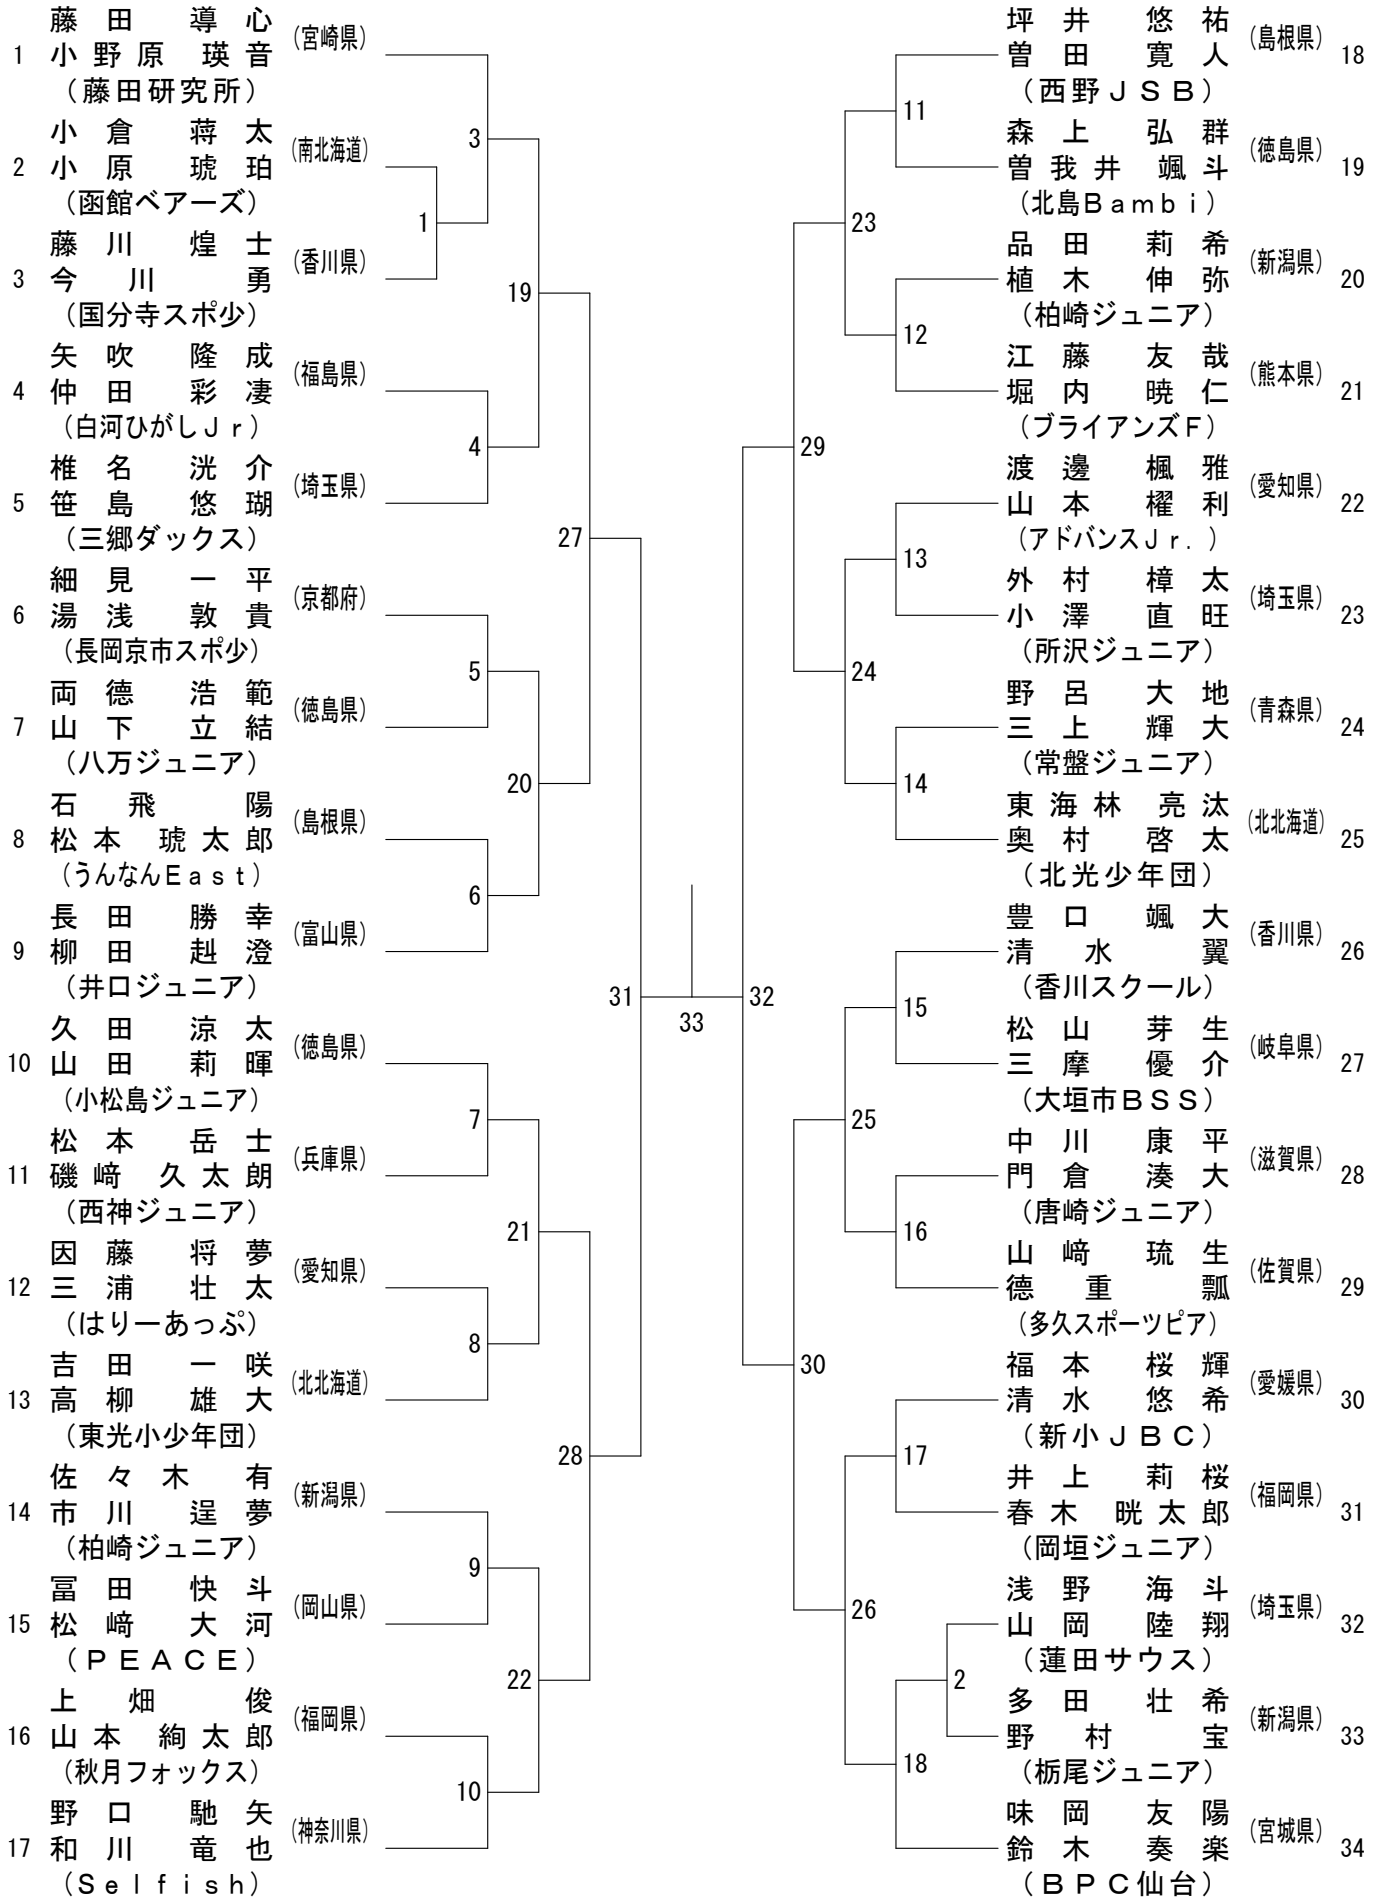 藤田 導心
1 小野原 瑛音 (宮崎県)
(藤田研究所)
小倉 蒋太
2 小原 琥珀 (南北海道)
(函館ベアーズ)
藤川 煌士
3 今川 勇 (香川県)
(国分寺スポ少)
矢吹 隆成
4 仲田 彩凄 (福島県)
(白河ひがしJr)
椎名 洸介
5 笹島 悠瑚 (埼玉県)
(三郷ダックス)
細見 一平
6 湯浅 敦貴 (京都府)
(長岡京市スポ少)
両德 浩範
7 山下 立結 (徳島県)
(八万ジュニア)
石飛 陽
8 松本 琥太郎 (島根県)
(うんなんEast)
長田 勝幸
9 柳田 赳澄 (富山県)
(井口ジュニア)
久田 涼太
10 山田 莉暉 (徳島県)
(小松島ジュニア)
松本 岳士
11 磯﨑 久太朗 (兵庫県)
(西神ジュニア)
因藤 将夢
12 三浦 壮太 (愛知県)
(はりーあっぷ)
吉田 一咲
13 高柳 雄大 (北北海道)
(東光小少年団)
佐々木 有
14 市川 逞夢 (新潟県)
(柏崎ジュニア)
冨田 快斗
15 松﨑 大河 (岡山県)
(PEACE)
上畑 俊
16 山本 絢太郎 (福岡県)
(秋月フォックス)
野口 馳矢
17 和川 竜也 (神奈川県)
(Selfish)
1
3
4
5
6
7
8
9
10
19
20
21
22
27
28
31
33
32
29
30
23
24
25
26
11
12
13
14
15
16
17
18
2
坪井 悠祐
曽田 寛人 (島根県) 18
(西野JSB)
森上 弘群
曽我井 颯斗 (徳島県) 19
(北島Bambi)
品田 莉希
植木 伸弥 (新潟県) 20
(柏崎ジュニア)
江藤 友哉
堀内 暁仁 (熊本県) 21
(ブライアンズF)
渡邊 楓雅
山本 櫂利 (愛知県) 22
(アドバンスJr.)
外村 樟太
小澤 直旺 (埼玉県) 23
(所沢ジュニア)
野呂 大地
三上 輝大 (青森県) 24
(常盤ジュニア)
東海林 亮汰
奥村 啓太 (北北海道) 25
(北光少年団)
豊口 颯大
清水 翼 (香川県) 26
(香川スクール)
松山 芽生
三摩 優介 (岐阜県) 27
(大垣市BSS)
中川 康平
門倉 湊大 (滋賀県) 28
(唐崎ジュニア)
山﨑 琉生
德重 瓢 (佐賀県) 29
(多久スポーツピア)
福本 桜輝
清水 悠希 (愛媛県) 30
(新小JBC)
井上 莉桜
春木 晄太郎 (福岡県) 31
(岡垣ジュニア)
浅野 海斗
山岡 陸翔 (埼玉県) 32
(蓮田サウス)
多田 壮希
野村 宝 (新潟県) 33
(栃尾ジュニア)
味岡 友陽
鈴木 奏楽 (宮城県) 34
(BPC仙台)